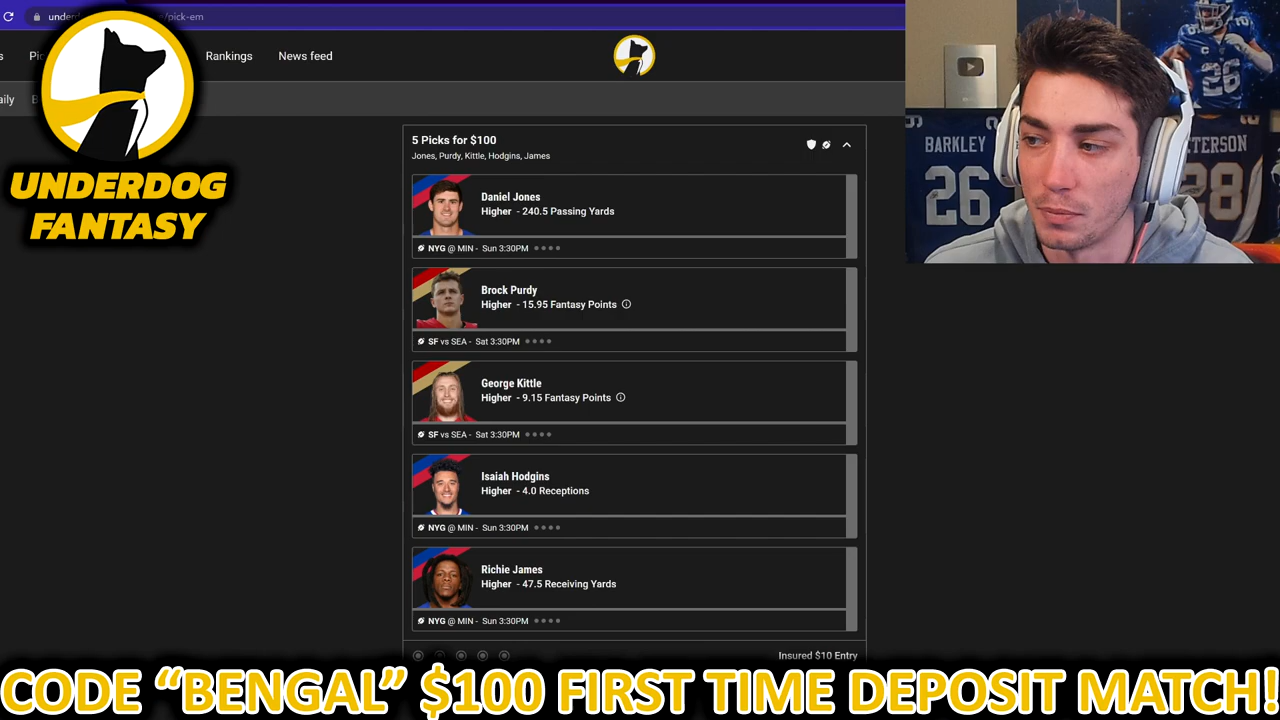 /pick-em
Rankings
News feed
UNDERDOG
FANTASY
5 Picks for $100
Jones, Purdy, Kittle, Hodgins, James
Daniel Jones
Higher - 240.5 Passing Yards
NYG @ MIN - Sun 3:30PM
Brock Purdy
Higher - 15.95 Fantasy Points
SF vs SEA - Sat 3:30PM
George Kittle
Higher - 9.15 Fantasy Points
SF vs SEA - Sat 3:30PM
Isaiah Hodgins
Higher - 4.0 Receptions
NYG @ MIN - Sun 3:30PM
Richie James
Higher - 47.5 Receiving Yards
NYG @ MIN - Sun 3:30PM
Insured $10 Entry
BARKLEY
26
TERSON
28
26
CODE “BENGAL” $100 FIRST TIME DEPOSIT MATCH!